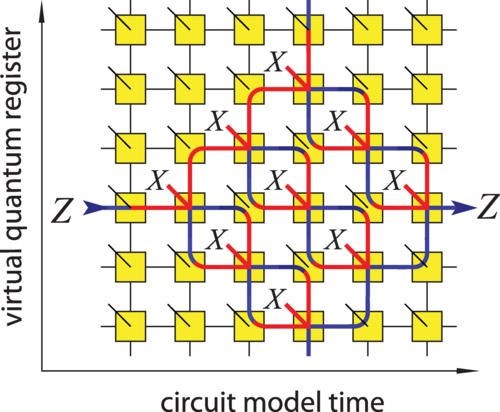 virtual quantum register
X
X X
X X X
Z Z
X X
X
circuit model time